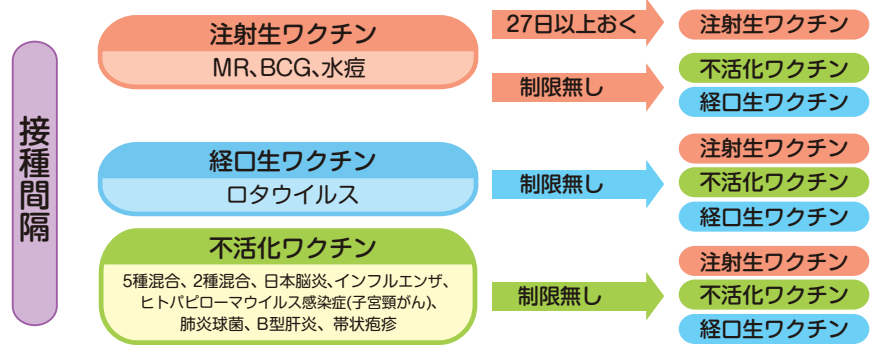 接種間隔
注射生ワクチン
MR、BCG、水痘
27日以上おく
注射生ワクチン
制限無し
不活化ワクチン
経口生ワクチン
経口生ワクチン
ロタウイルス
制限無し
注射生ワクチン
不活化ワクチン
経口生ワクチン
不活化ワクチン
5種混合、2種混合、日本脳炎、インフルエンザ、
ヒトパピローマウイルス感染症(子宮頸がん)、
肺炎球菌、B型肝炎、帯状疱疹
制限無し
注射生ワクチン
不活化ワクチン
経口生ワクチン